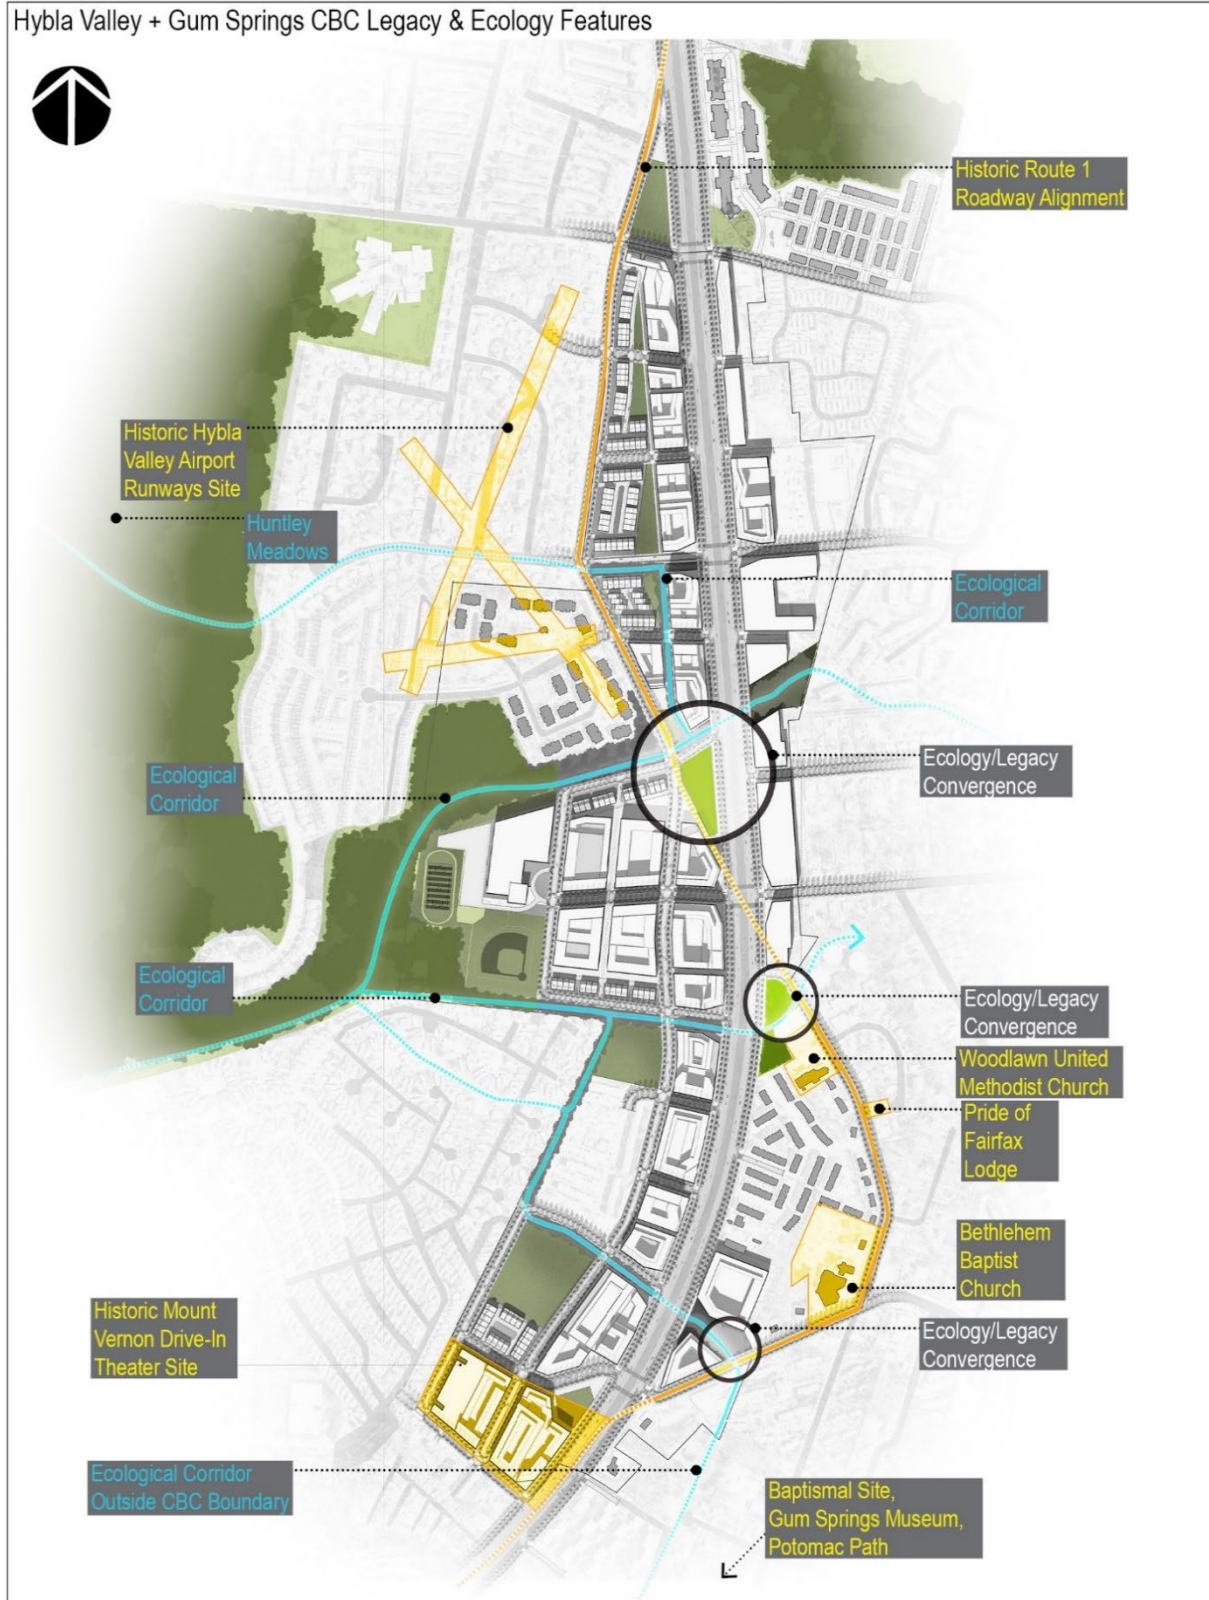 Hybla Valley + Gum Springs CBC Legacy & Ecology Features
Historic Route 1
Roadway Alignment
Historic Hybla
Valley Airport
Runways Site
Huntley
Meadows
Ecological
Corridor
Ecology/Legacy
Convergence
Ecological
Corridor
Ecological
Corridor
Ecology/Legacy
Convergence
Woodlawn United
Methodist Church
Pride of
Fairfax
Lodge
Bethlehem
Baptist
Church
Historic Mount
Vernon Drive-In
Theater Site
Ecology/Legacy
Convergence
Ecological Corridor
Outside CBC Boundary
Baptismal Site,
Gum Springs Museum,
Potomac Path